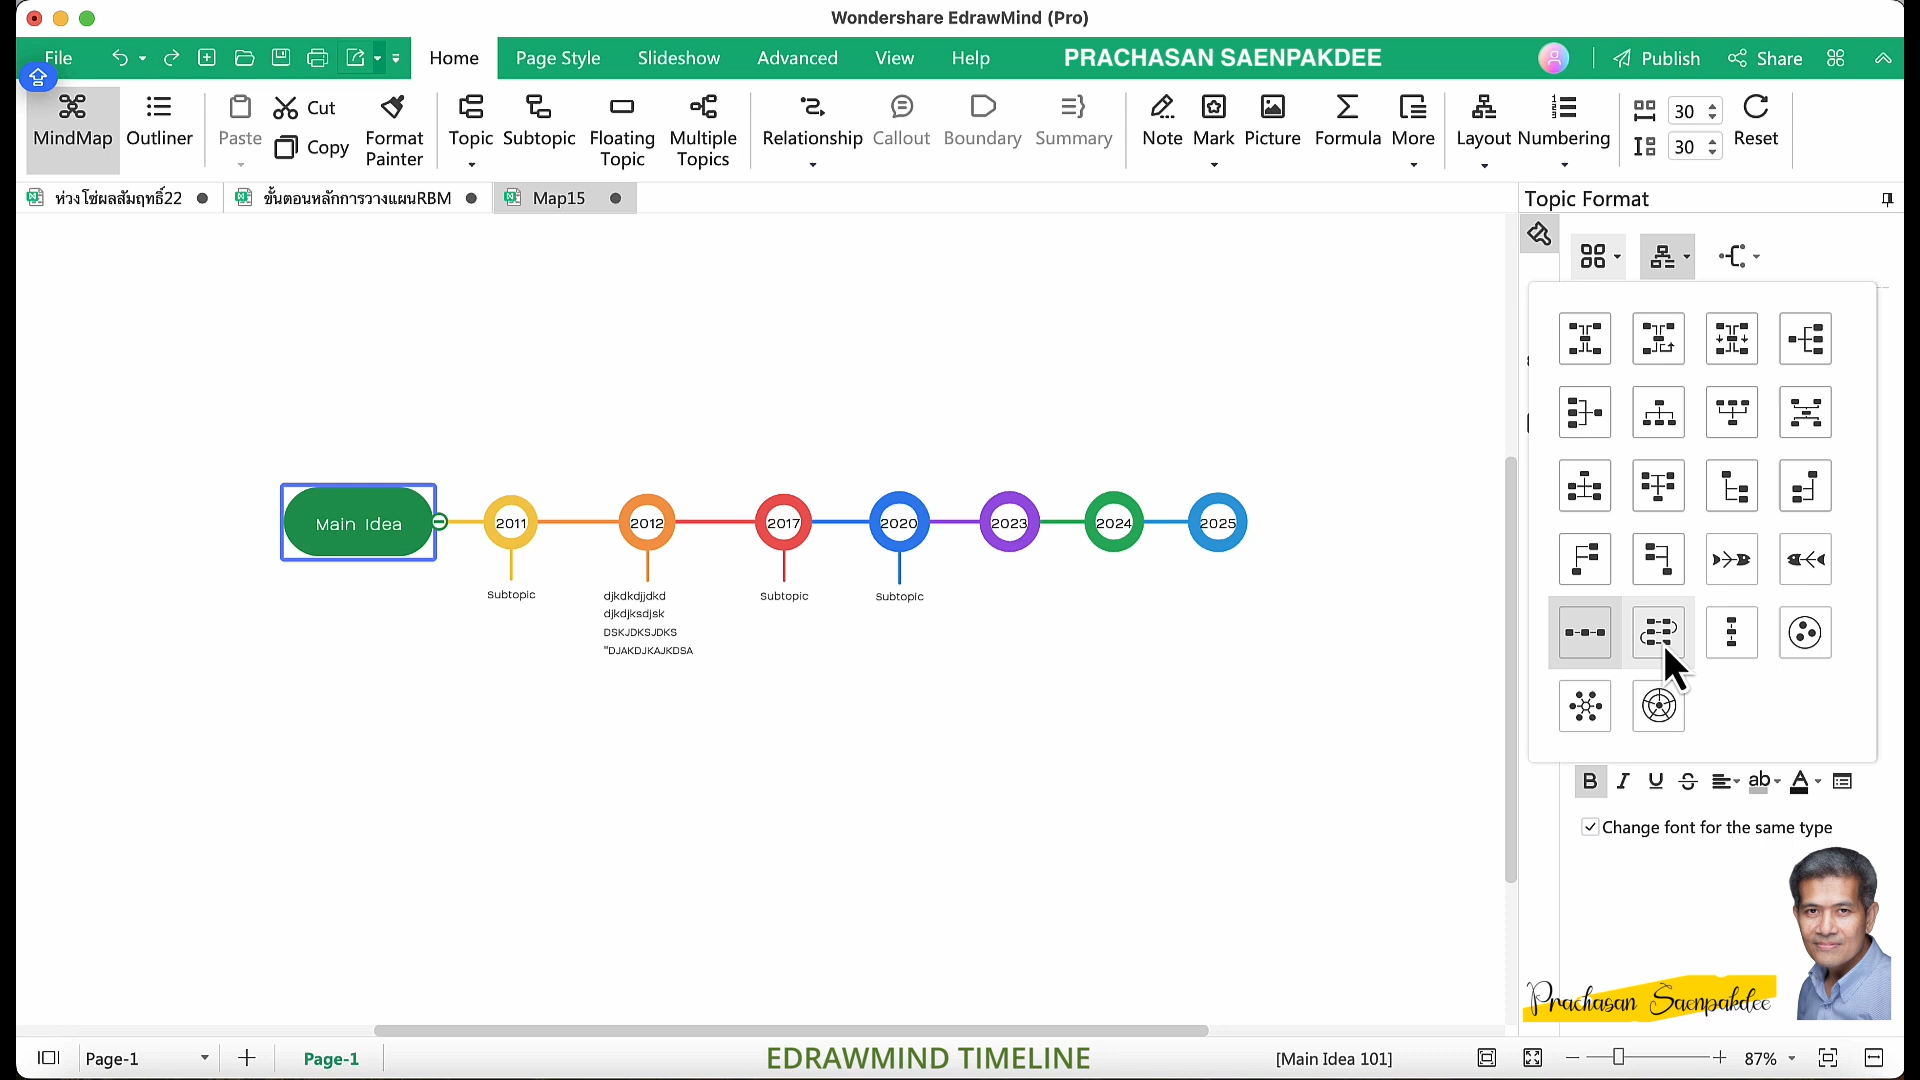 Wondershare EdrawMind (Pro)
File
Home
Page Style
Slideshow
Advanced
View
Help
PRACHASAN SAENPAKDEE
Publish
Share
MindMap
Outliner
Paste
Cut
Copy
Format
Painter
Topic
Subtopic
Floating
Topic
Multiple
Topics
Relationship
Callout
Boundary
Summary
Note
Mark
Picture
Formula
More
Layout
Numbering
30
30
Reset
ห่วงโซ่ผลสัมฤทธิ์22
ขั้นตอนหลักการวางแผนRBM
Map15
Topic Format
Main Idea
2011
2012
2017
2020
2023
2024
2025
Subtopic
djkdkdjjdkd
djkdjksdjsk
DSKJDKSJDKS
"DJAKDJKAJKDSA
Subtopic
Subtopic
B I U S ab A
Change font for the same type
Prachasan Saenpakdee
Page-1
Page-1
EDRAWMIND TIMELINE
[Main Idea 101]
87%